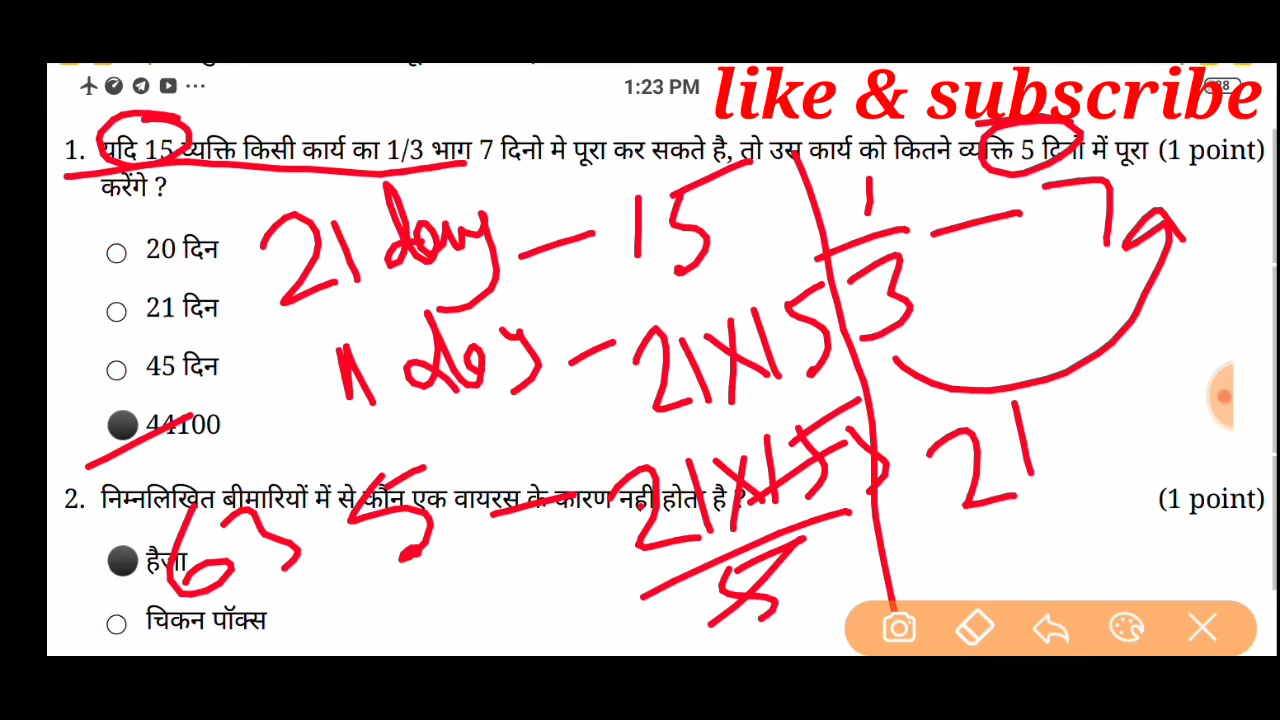 1:23 PM
like & subscribe
88
1. यदि 15 व्यक्ति किसी कार्य का 1/3 भाग 7 दिनो मे पूरा कर सकते है, तो उस कार्य को कितने व्यक्ति 5 दिनो में पूरा (1 point)
करेंगे ?
20 दिन
21 दिन
45 दिन
44100
21 day - 15
1/3 - 7
1 day - 21×15
21
5 - 21×15/5
63
2. निम्नलिखित बीमारियों में से कौन एक वायरस के कारण नही होता है ? (1 point)
हैजा
चिकन पॉक्स